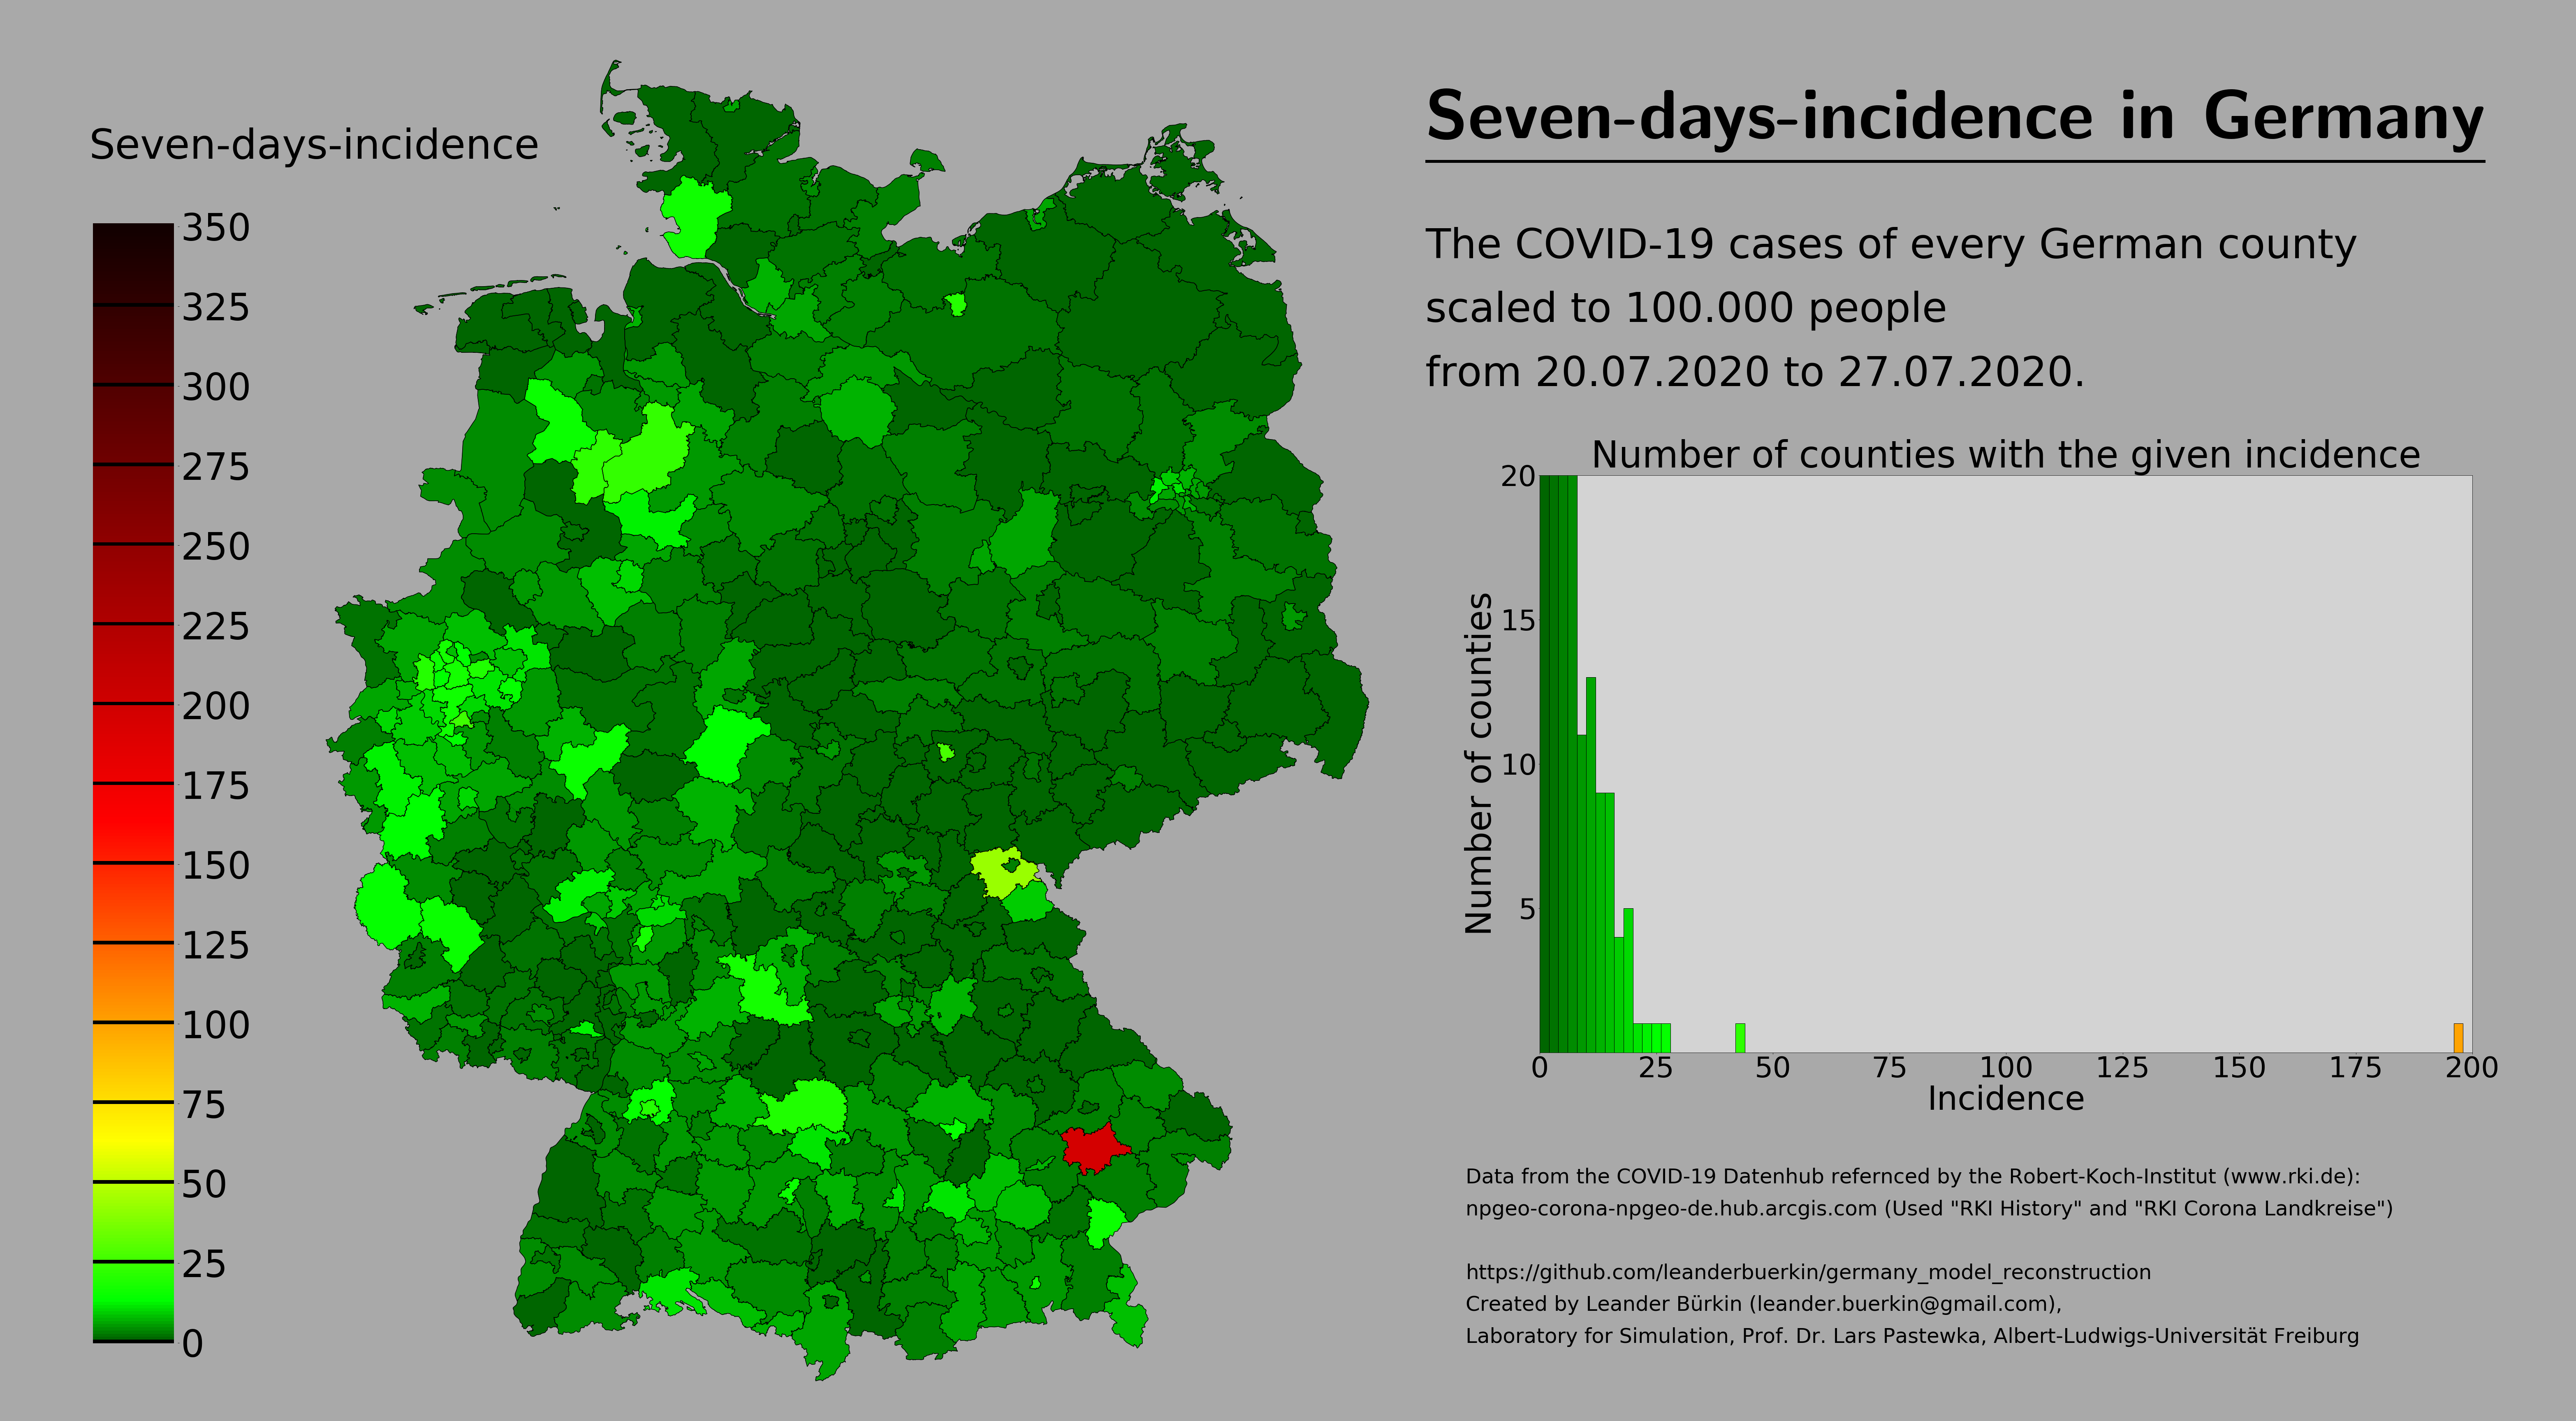 Seven-days-incidence
350
325
300
275
250
225
200
175
150
125
100
75
50
25
0
Seven-days-incidence in Germany
The COVID-19 cases of every German county
scaled to 100.000 people
from 20.07.2020 to 27.07.2020.
Number of counties with the given incidence
20
15
10
5
Number of counties
0 25 50 75 100 125 150 175 200
Incidence
Data from the COVID-19 Datenhub refernced by the Robert-Koch-Institut (www.rki.de):
npgeo-corona-npgeo-de.hub.arcgis.com (Used "RKI History" and "RKI Corona Landkreise")
https://github.com/leanderbuerkin/germany_model_reconstruction
Created by Leander Bürkin (leander.buerkin@gmail.com),
Laboratory for Simulation, Prof. Dr. Lars Pastewka, Albert-Ludwigs-Universität Freiburg